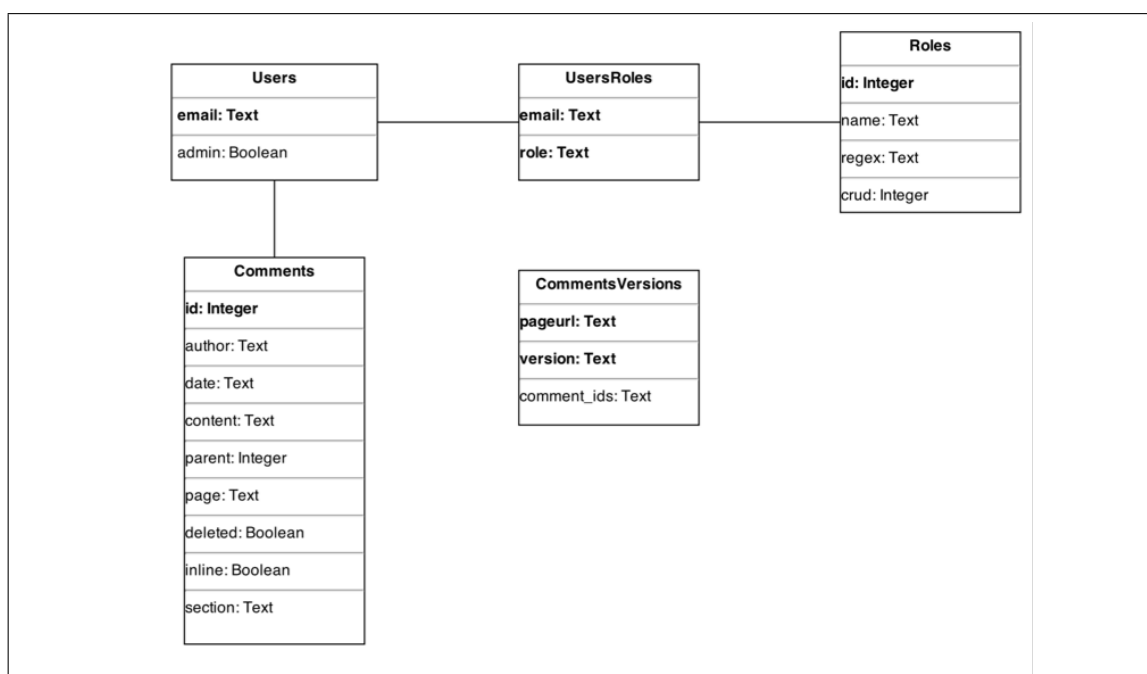 Users
email: Text
admin: Boolean
UsersRoles
email: Text
role: Text
Roles
id: Integer
name: Text
regex: Text
crud: Integer
Comments
id: Integer
author: Text
date: Text
content: Text
parent: Integer
page: Text
deleted: Boolean
inline: Boolean
section: Text
CommentsVersions
pageurl: Text
version: Text
comment_ids: Text